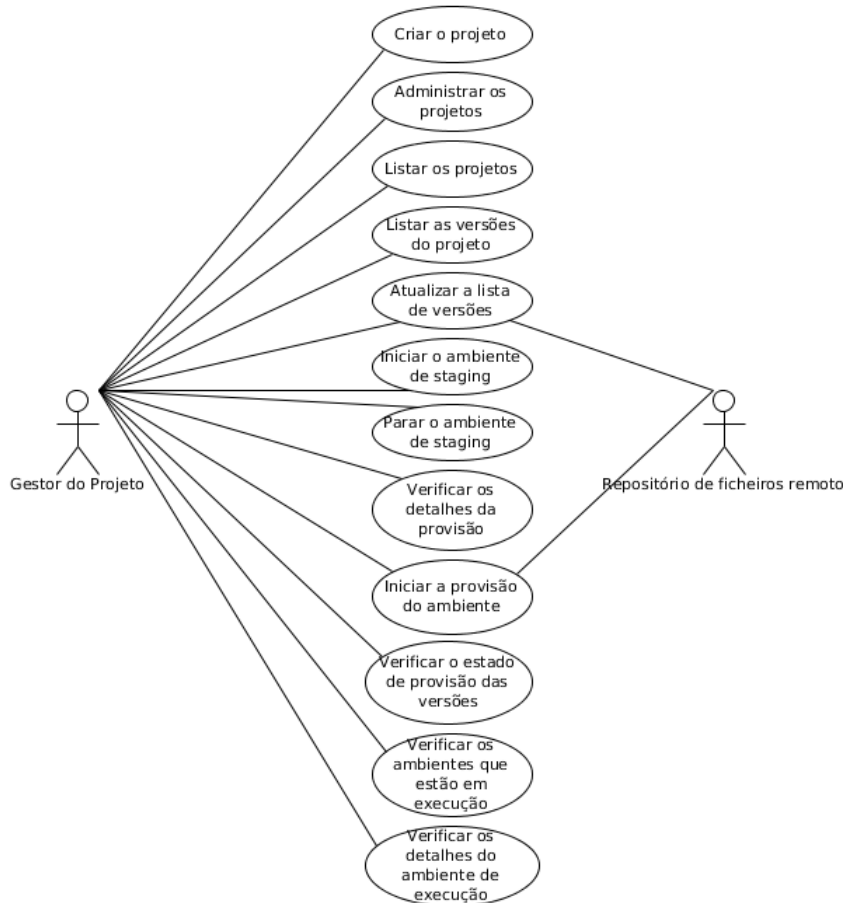 Criar o projeto
Administrar os
projetos
Listar os projetos
Listar as versões
do projeto
Atualizar a lista
de versões
Iniciar o ambiente
de staging
Parar o ambiente
de staging
Gestor do Projeto
Repositório de ficheiros remoto
Verificar os
detalhes da
provisão
Iniciar a provisão
do ambiente
Verificar o estado
de provisão das
versões
Verificar os
ambientes que
estão em
execução
Verificar os
detalhes do
ambiente de
execução